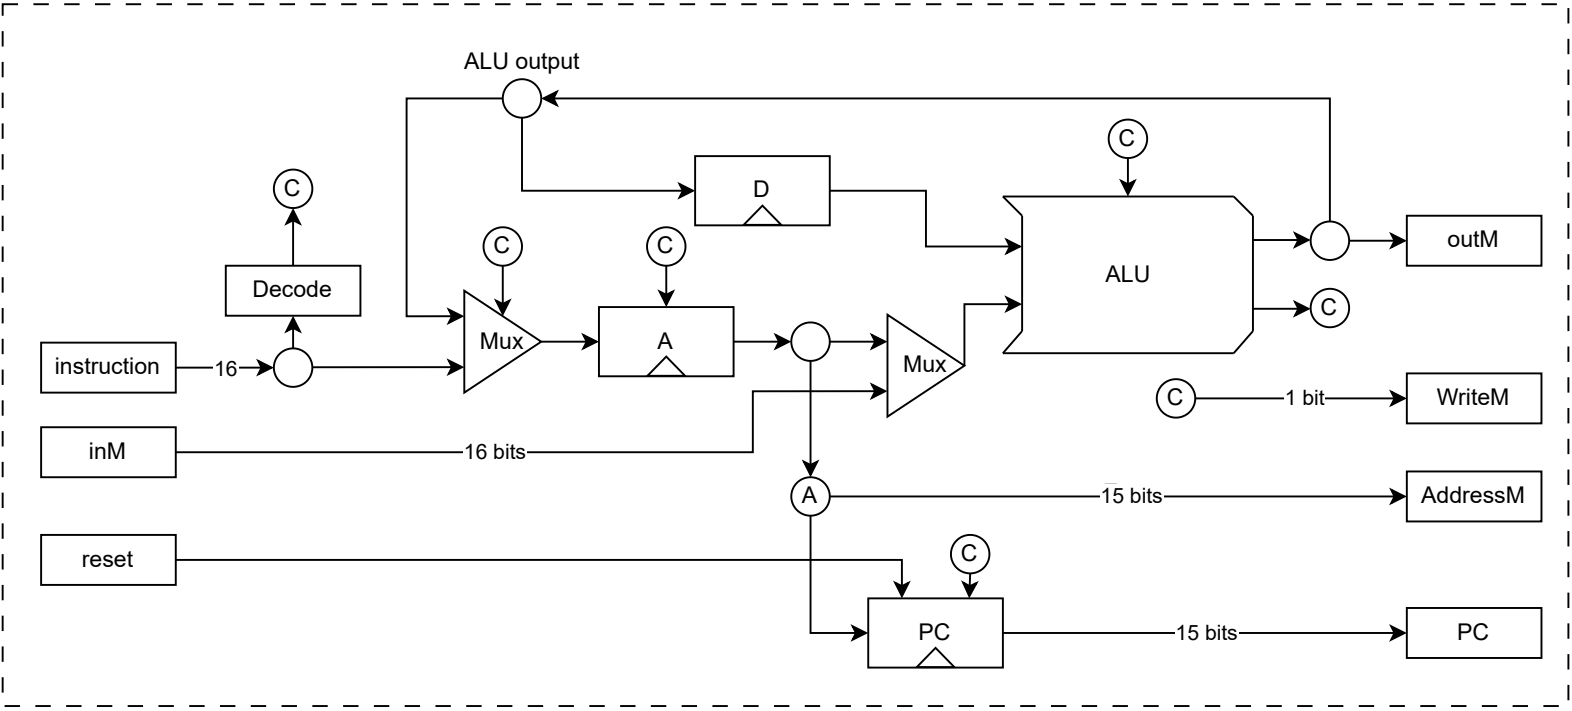 ALU output
C
C
D
C
C
C
Decode
ALU
outM
C
Mux
A
Mux
instruction
16
C
1 bit
WriteM
inM
16 bits
A
15 bits
AddressM
reset
C
PC
15 bits
PC